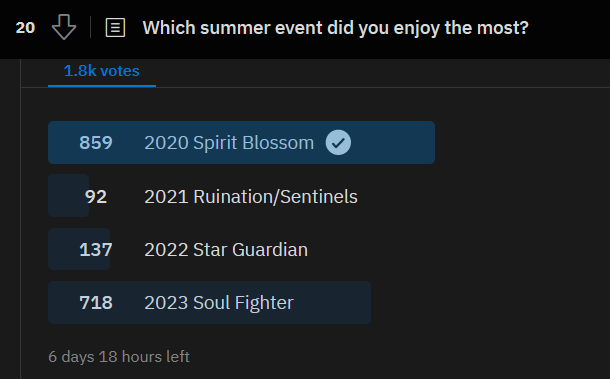 20 Which summer event did you enjoy the most?
1.8k votes
859 2020 Spirit Blossom
92 2021 Ruination/Sentinels
137 2022 Star Guardian
718 2023 Soul Fighter
6 days 18 hours left